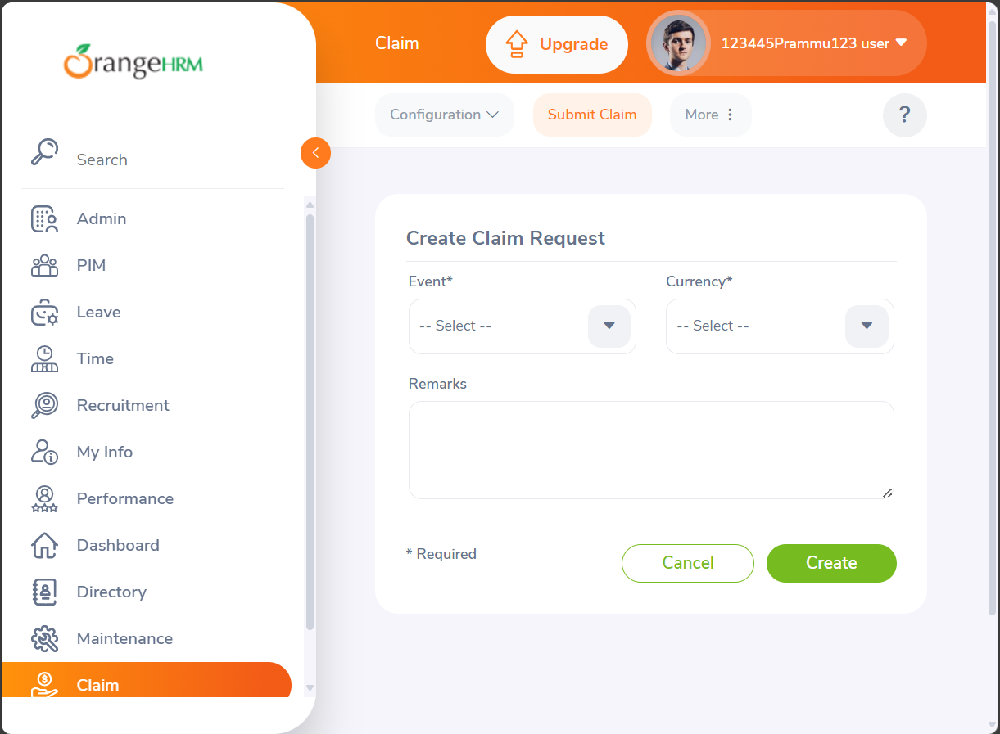 OrangeHRM
Search
Admin
PIM
Leave
Time
Recruitment
My Info
Performance
Dashboard
Directory
Maintenance
Claim
Claim
Upgrade
123445Prammu123 user
Configuration
Submit Claim
More
?
Create Claim Request
Event* Currency*
-- Select -- -- Select --
Remarks
* Required
Cancel Create